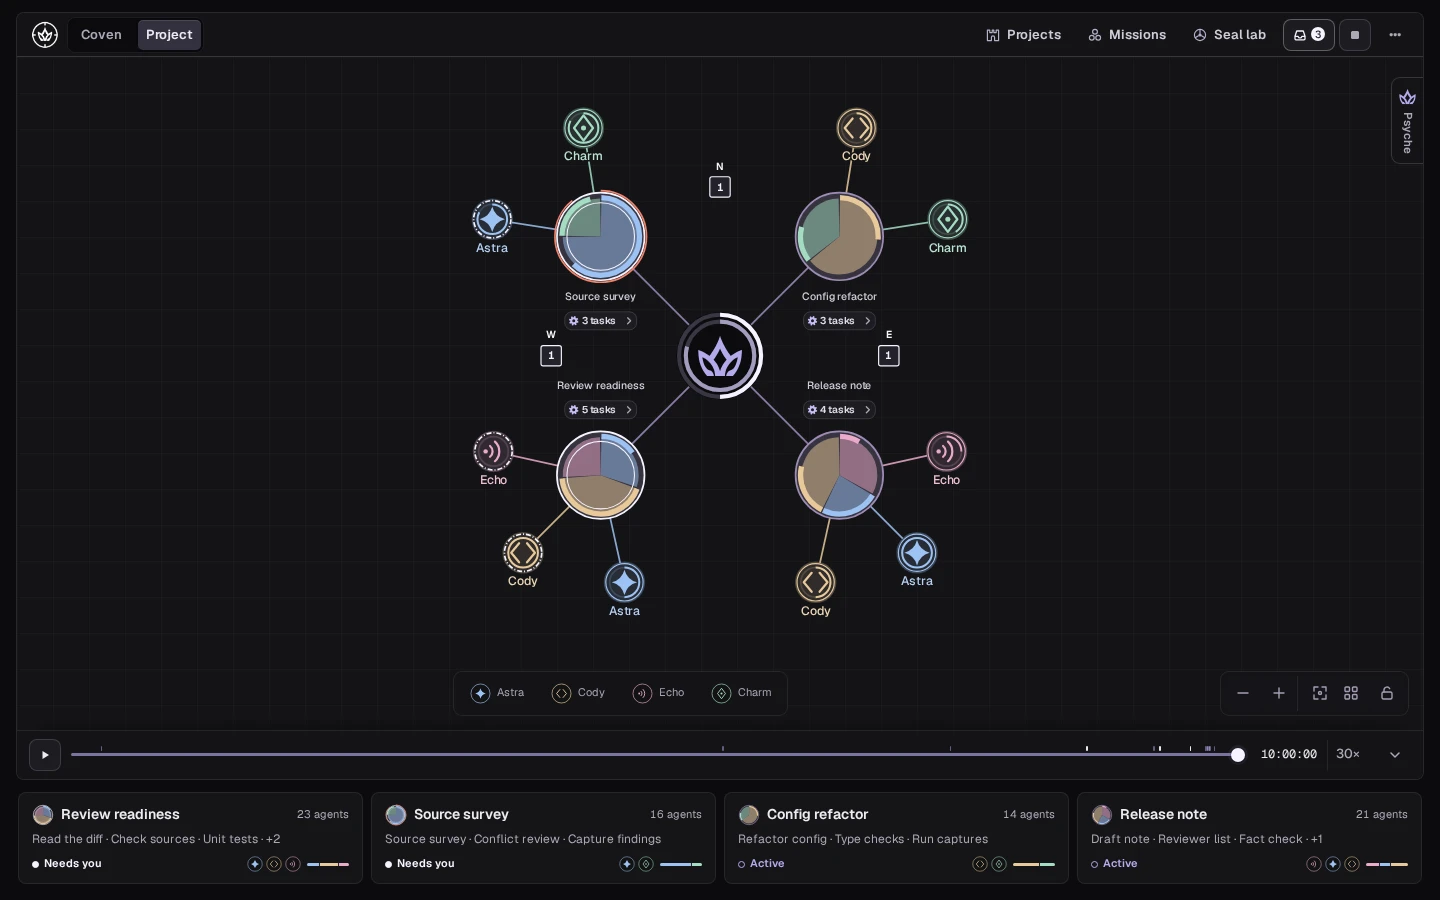 Coven
Project
Projects
Missions
Seal lab
3
Psyche
Charm
Cody
N
1
Astra
Charm
Source survey
3 tasks
Config refactor
3 tasks
W
1
E
1
Review readiness
5 tasks
Release note
4 tasks
Echo
Echo
Cody
Astra
Astra
Cody
Astra
Cody
Echo
Charm
10:00:00
30×
Review readiness
23 agents
Read the diff · Check sources · Unit tests · +2
Needs you
Source survey
16 agents
Source survey · Conflict review · Capture findings
Needs you
Config refactor
14 agents
Refactor config · Type checks · Run captures
Active
Release note
21 agents
Draft note · Reviewer list · Fact check · +1
Active